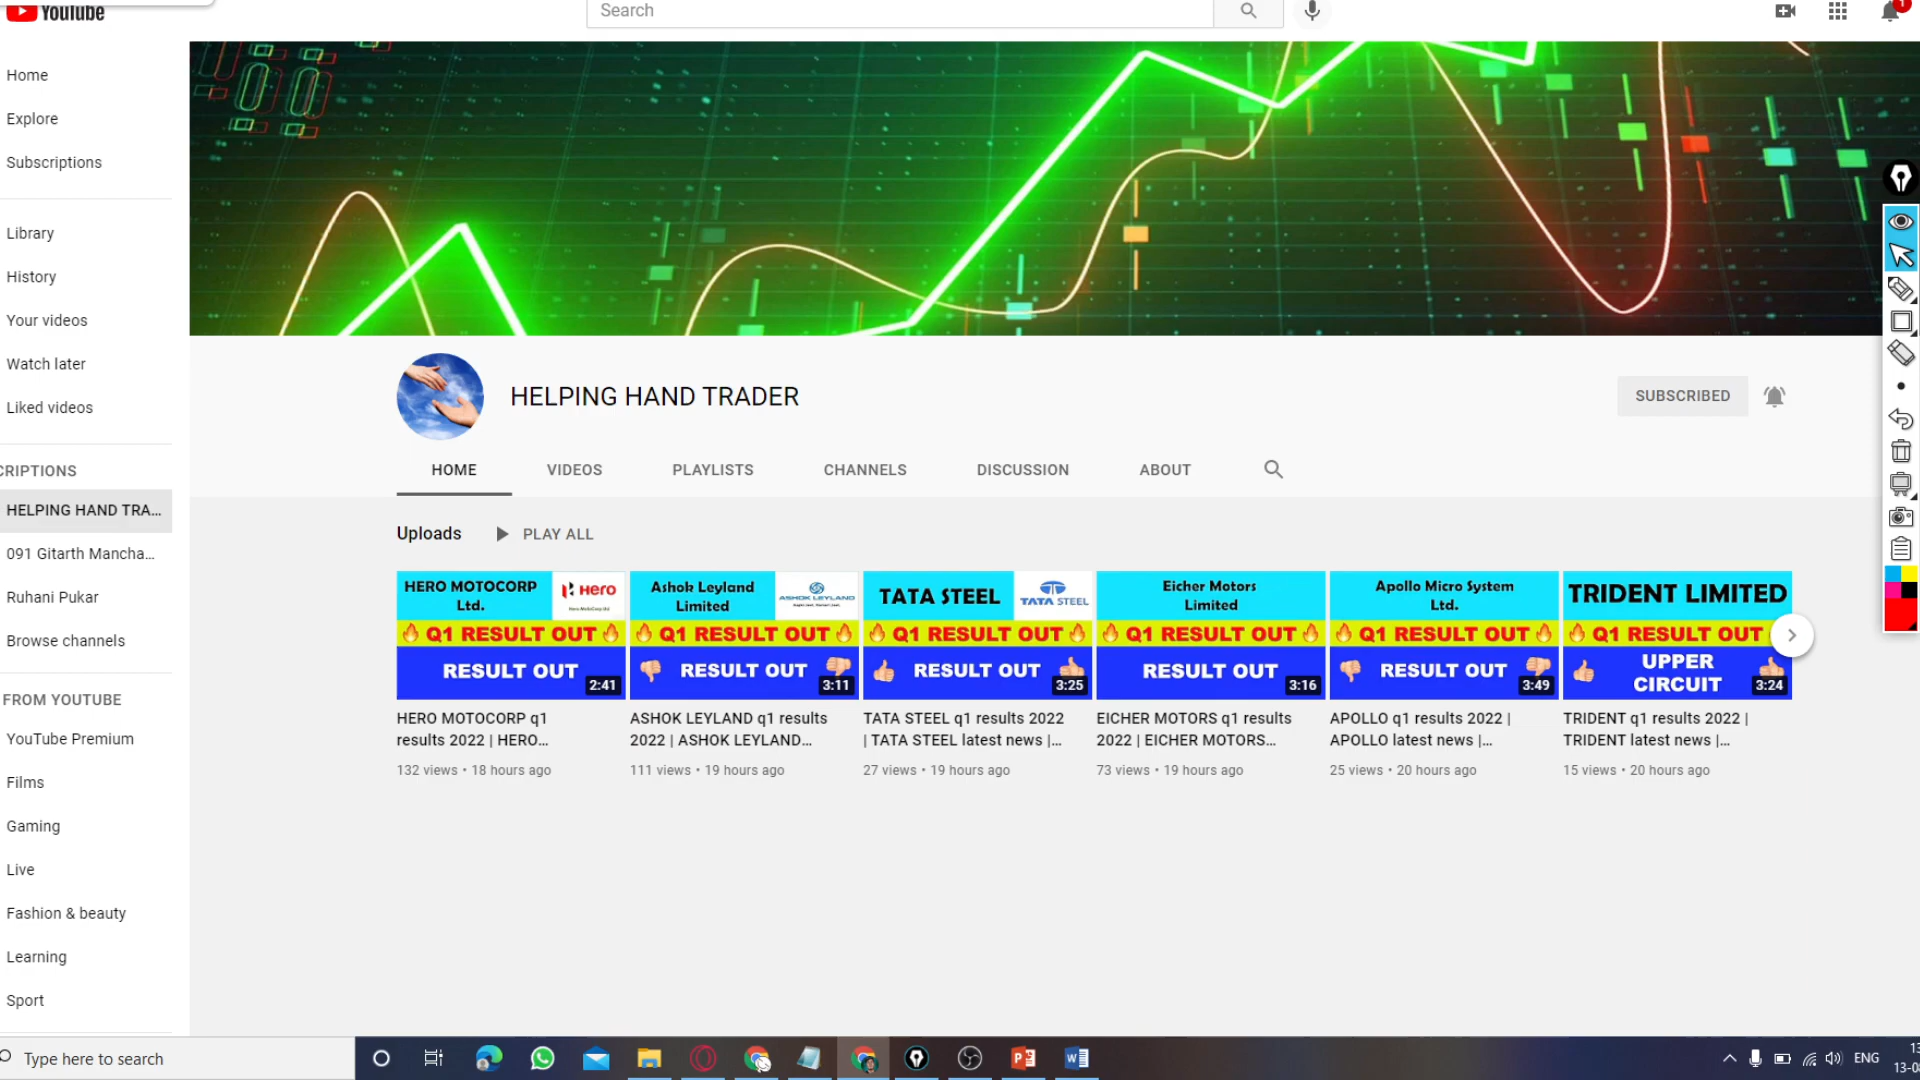 YouTube
Search
1
Home
Explore
Subscriptions
Library
History
Your videos
Watch later
Liked videos
CRIPTIONS
HELPING HAND TRA...
091 Gitarth Mancha...
Ruhani Pukar
Browse channels
FROM YOUTUBE
YouTube Premium
Films
Gaming
Live
Fashion & beauty
Learning
Sport
HELPING HAND TRADER
SUBSCRIBED
HOME VIDEOS PLAYLISTS CHANNELS DISCUSSION ABOUT
Uploads PLAY ALL
HERO MOTOCORP
Ltd.
Hero
Q1 RESULT OUT
RESULT OUT
2:41
HERO MOTOCORP q1
results 2022 | HERO...
132 views • 18 hours ago
Ashok Leyland
Limited
ASHOK LEYLAND
Q1 RESULT OUT
RESULT OUT
3:11
ASHOK LEYLAND q1 results
2022 | ASHOK LEYLAND...
111 views • 19 hours ago
TATA STEEL
TATA STEEL
Q1 RESULT OUT
RESULT OUT
3:25
TATA STEEL q1 results 2022
| TATA STEEL latest news |...
27 views • 19 hours ago
Eicher Motors
Limited
Q1 RESULT OUT
RESULT OUT
3:16
EICHER MOTORS q1 results
2022 | EICHER MOTORS...
73 views • 19 hours ago
Apollo Micro System
Ltd.
Q1 RESULT OUT
RESULT OUT
3:49
APOLLO q1 results 2022 |
APOLLO latest news |...
25 views • 20 hours ago
TRIDENT LIMITED
Q1 RESULT OUT
UPPER
CIRCUIT
3:24
TRIDENT q1 results 2022 |
TRIDENT latest news |...
15 views • 20 hours ago
Type here to search
ENG
13
13-08